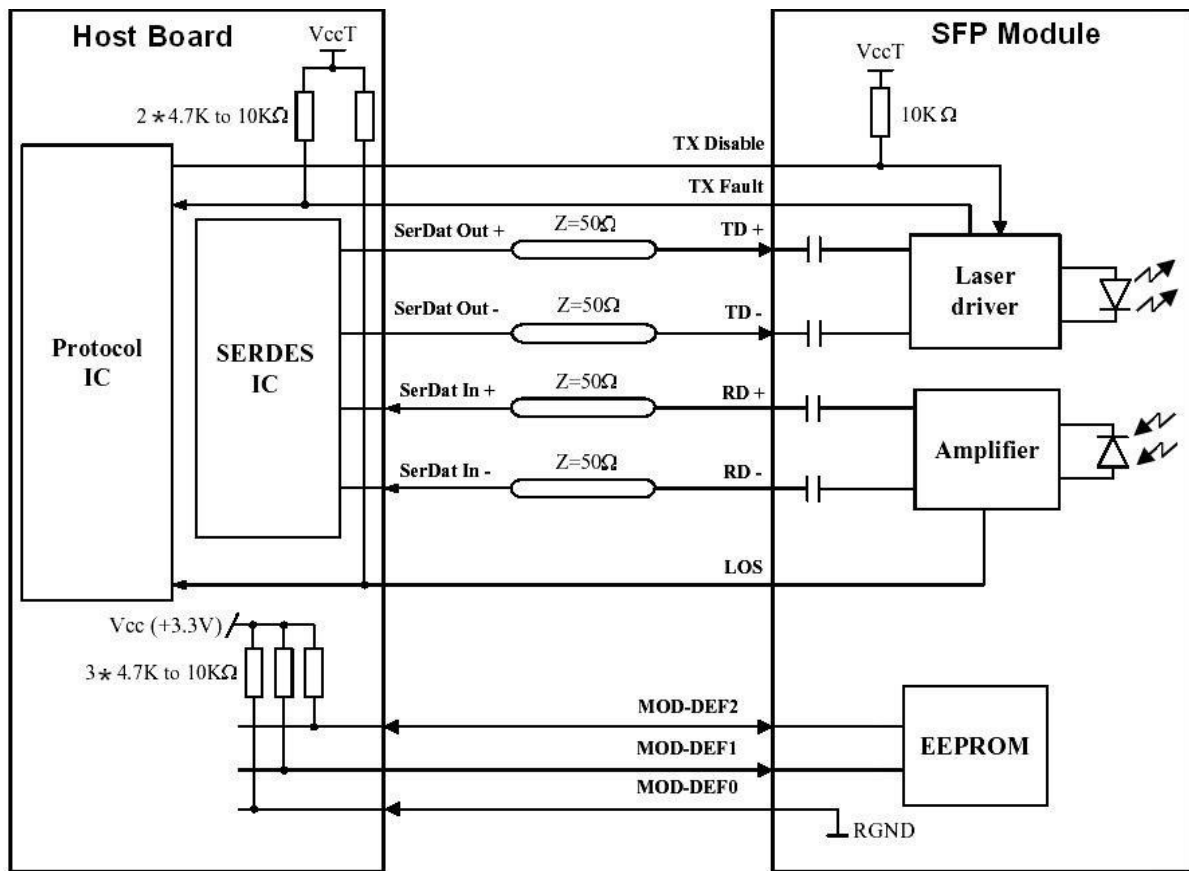 Host Board
SFP Module
VccT
VccT
2*4.7K to 10KΩ
10KΩ
TX Disable
TX Fault
SerDat Out +
Z=50Ω
TD +
SerDat Out -
Z=50Ω
TD -
Laser
driver
Protocol
IC
SERDES
IC
SerDat In +
Z=50Ω
RD +
SerDat In -
Z=50Ω
RD -
Amplifier
LOS
Vcc (+3.3V)
3*4.7K to 10KΩ
MOD-DEF2
MOD-DEF1
MOD-DEF0
EEPROM
RGND